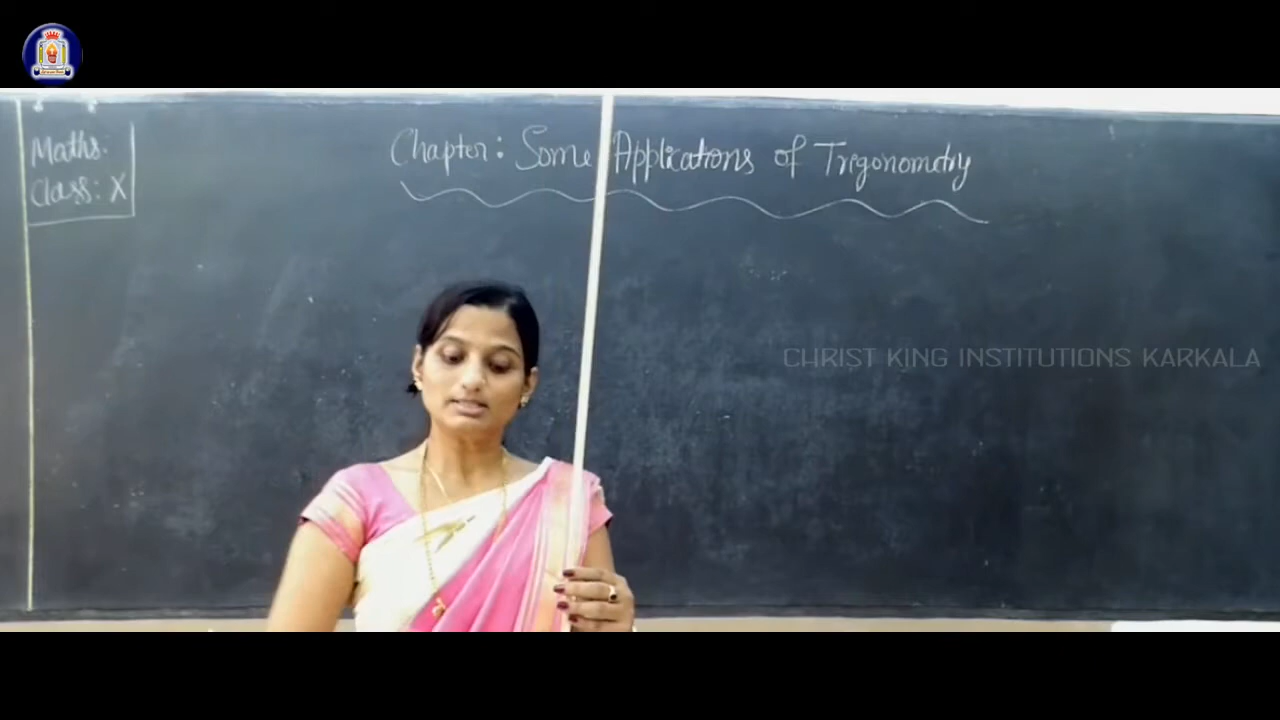 Maths.
Class: X
Chapter: Some Applications of Trigonometry
CHRIST KING INSTITUTIONS KARKALA